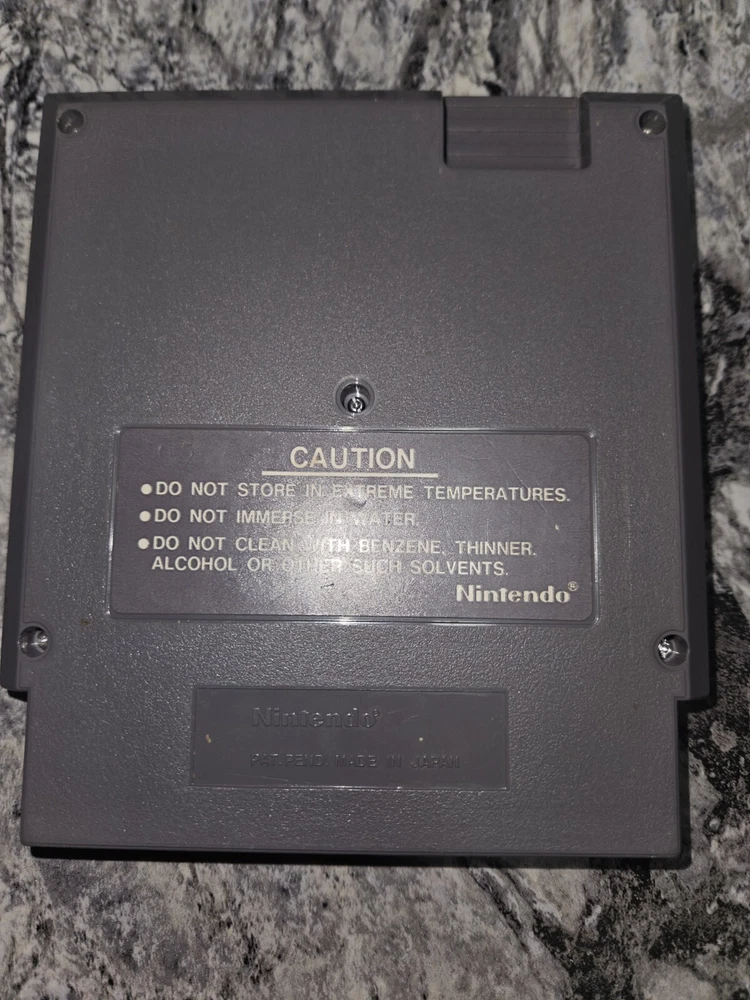 CAUTION
●DO NOT STORE IN EXTREME TEMPERATURES.
●DO NOT IMMERSE IN WATER.
●DO NOT CLEAN WITH BENZENE, THINNER,
ALCOHOL OR OTHER SUCH SOLVENTS.
Nintendo®
Nintendo®
PAT. PEND. MADE IN JAPAN